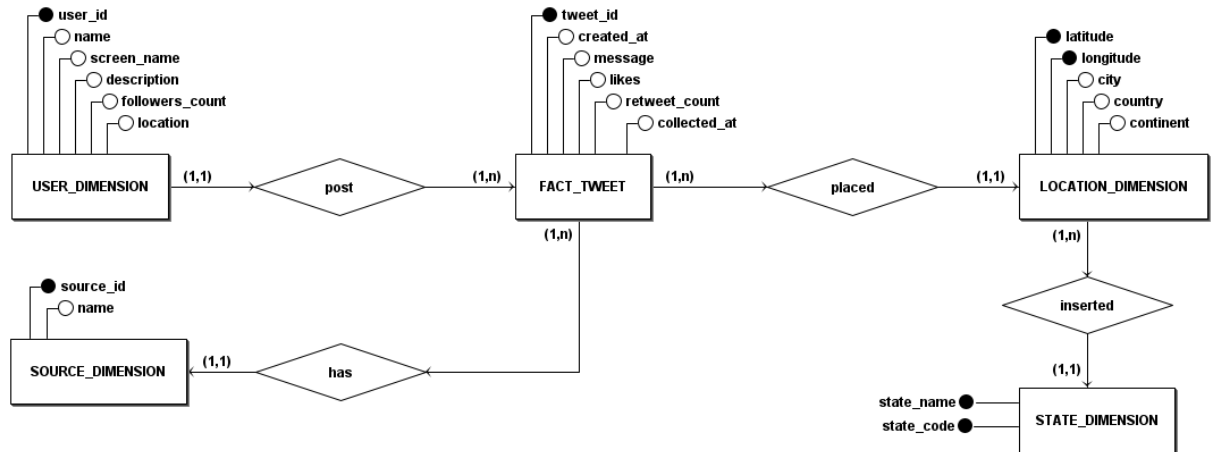 user_id
name
screen_name
description
followers_count
location
USER_DIMENSION
(1,1)
post
(1,n)
tweet_id
created_at
message
likes
retweet_count
collected_at
FACT_TWEET
(1,n)
placed
(1,1)
latitude
longitude
city
country
continent
LOCATION_DIMENSION
(1,n)
(1,n)
source_id
name
SOURCE_DIMENSION
(1,1)
has
inserted
(1,1)
state_name
state_code
STATE_DIMENSION